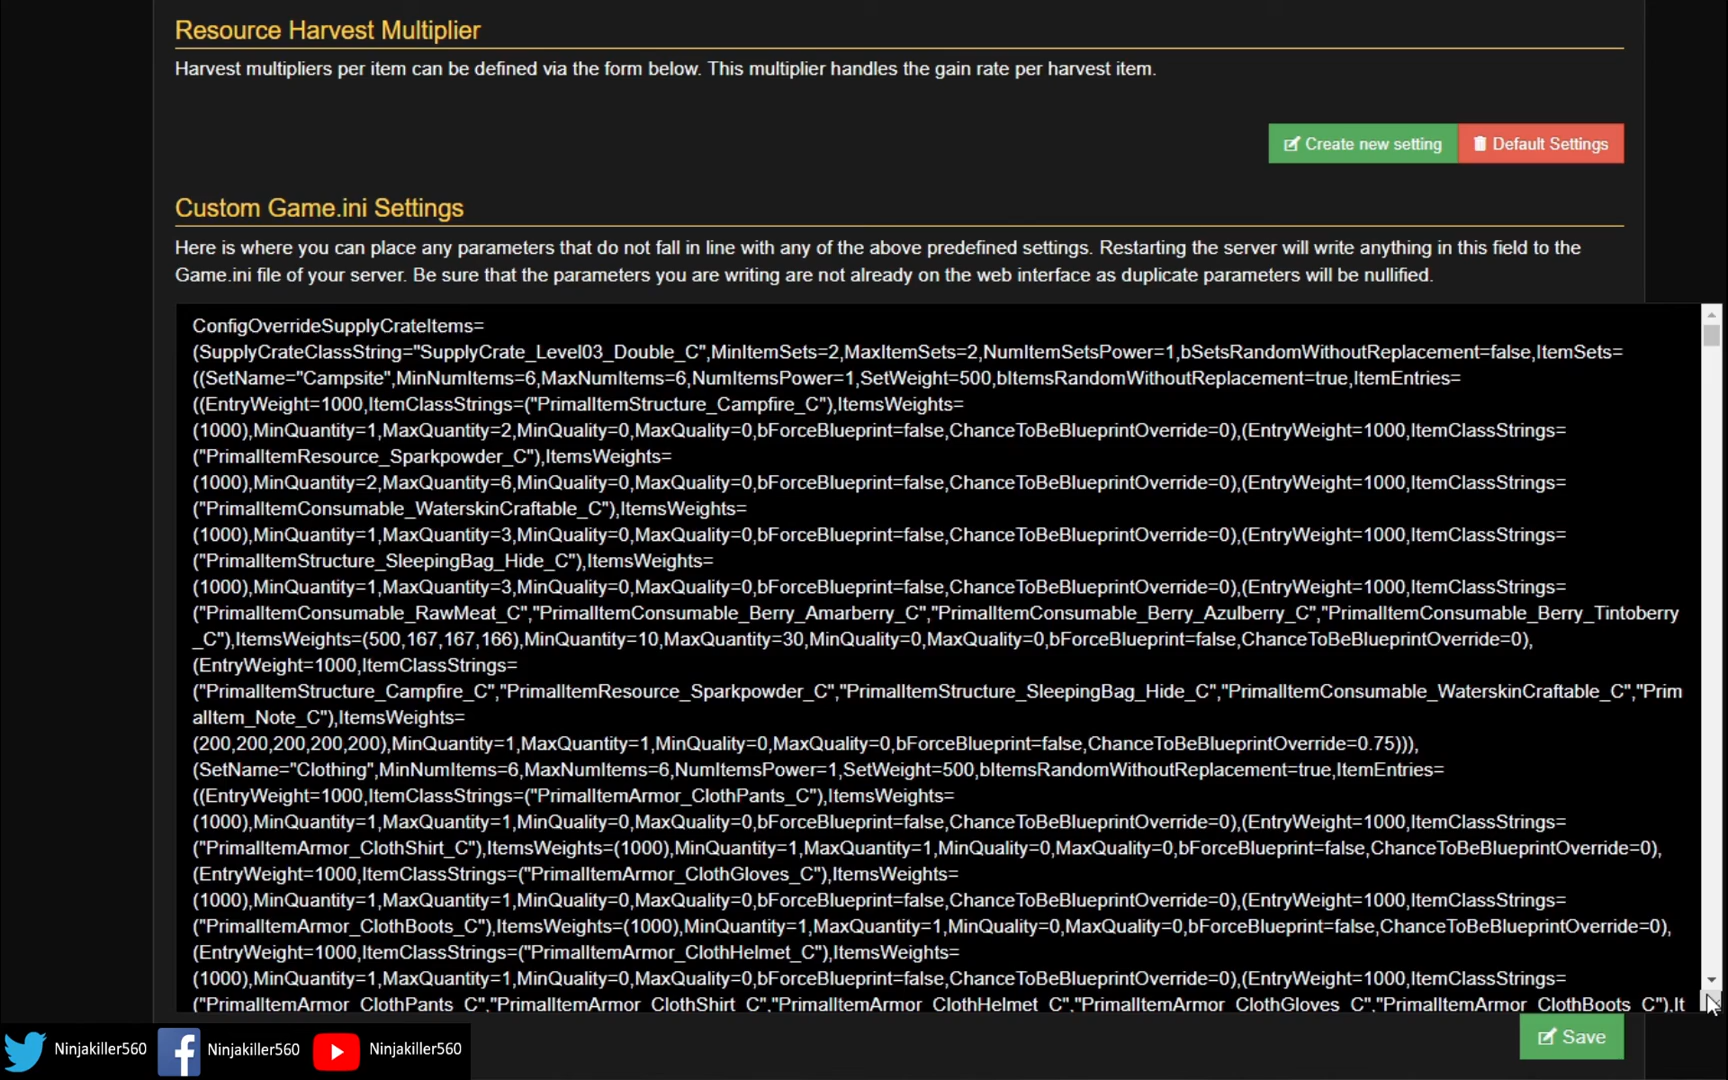 Resource Harvest Multiplier
Harvest multipliers per item can be defined via the form below. This multiplier handles the gain rate per harvest item.
Create new setting
Default Settings
Custom Game.ini Settings
Here is where you can place any parameters that do not fall in line with any of the above predefined settings. Restarting the server will write anything in this field to the
Game.ini file of your server. Be sure that the parameters you are writing are not already on the web interface as duplicate parameters will be nullified.
ConfigOverrideSupplyCrateItems=
(SupplyCrateClassString="SupplyCrate_Level03_Double_C",MinItemSets=2,MaxItemSets=2,NumItemSetsPower=1,bSetsRandomWithoutReplacement=false,ItemSets=
((SetName="Campsite",MinNumItems=6,MaxNumItems=6,NumItemsPower=1,SetWeight=500,bItemsRandomWithoutReplacement=true,ItemEntries=
((EntryWeight=1000,ItemClassStrings=("PrimalItemStructure_Campfire_C"),ItemsWeights=
(1000),MinQuantity=1,MaxQuantity=2,MinQuality=0,MaxQuality=0,bForceBlueprint=false,ChanceToBeBlueprintOverride=0),(EntryWeight=1000,ItemClassStrings=
("PrimalItemResource_Sparkpowder_C"),ItemsWeights=
(1000),MinQuantity=2,MaxQuantity=6,MinQuality=0,MaxQuality=0,bForceBlueprint=false,ChanceToBeBlueprintOverride=0),(EntryWeight=1000,ItemClassStrings=
("PrimalItemConsumable_WaterskinCraftable_C"),ItemsWeights=
(1000),MinQuantity=1,MaxQuantity=3,MinQuality=0,MaxQuality=0,bForceBlueprint=false,ChanceToBeBlueprintOverride=0),(EntryWeight=1000,ItemClassStrings=
("PrimalItemStructure_SleepingBag_Hide_C"),ItemsWeights=
(1000),MinQuantity=1,MaxQuantity=3,MinQuality=0,MaxQuality=0,bForceBlueprint=false,ChanceToBeBlueprintOverride=0),(EntryWeight=1000,ItemClassStrings=
("PrimalItemConsumable_RawMeat_C","PrimalItemConsumable_Berry_Amarberry_C","PrimalItemConsumable_Berry_Azulberry_C","PrimalItemConsumable_Berry_Tintoberry
_C"),ItemsWeights=(500,167,167,166),MinQuantity=10,MaxQuantity=30,MinQuality=0,MaxQuality=0,bForceBlueprint=false,ChanceToBeBlueprintOverride=0),
(EntryWeight=1000,ItemClassStrings=
("PrimalItemStructure_Campfire_C","PrimalItemResource_Sparkpowder_C","PrimalItemStructure_SleepingBag_Hide_C","PrimalItemConsumable_WaterskinCraftable_C","Prim
alItem_Note_C"),ItemsWeights=
(200,200,200,200,200),MinQuantity=1,MaxQuantity=1,MinQuality=0,MaxQuality=0,bForceBlueprint=false,ChanceToBeBlueprintOverride=0.75))),
(SetName="Clothing",MinNumItems=6,MaxNumItems=6,NumItemsPower=1,SetWeight=500,bItemsRandomWithoutReplacement=true,ItemEntries=
((EntryWeight=1000,ItemClassStrings=("PrimalItemArmor_ClothPants_C"),ItemsWeights=
(1000),MinQuantity=1,MaxQuantity=1,MinQuality=0,MaxQuality=0,bForceBlueprint=false,ChanceToBeBlueprintOverride=0),(EntryWeight=1000,ItemClassStrings=
("PrimalItemArmor_ClothShirt_C"),ItemsWeights=(1000),MinQuantity=1,MaxQuantity=1,MinQuality=0,MaxQuality=0,bForceBlueprint=false,ChanceToBeBlueprintOverride=0),
(EntryWeight=1000,ItemClassStrings=("PrimalItemArmor_ClothGloves_C"),ItemsWeights=
(1000),MinQuantity=1,MaxQuantity=1,MinQuality=0,MaxQuality=0,bForceBlueprint=false,ChanceToBeBlueprintOverride=0),(EntryWeight=1000,ItemClassStrings=
("PrimalItemArmor_ClothBoots_C"),ItemsWeights=(1000),MinQuantity=1,MaxQuantity=1,MinQuality=0,MaxQuality=0,bForceBlueprint=false,ChanceToBeBlueprintOverride=0),
(EntryWeight=1000,ItemClassStrings=("PrimalItemArmor_ClothHelmet_C"),ItemsWeights=
(1000),MinQuantity=1,MaxQuantity=1,MinQuality=0,MaxQuality=0,bForceBlueprint=false,ChanceToBeBlueprintOverride=0),(EntryWeight=1000,ItemClassStrings=
("PrimalItemArmor_ClothPants_C","PrimalItemArmor_ClothShirt_C","PrimalItemArmor_ClothHelmet_C","PrimalItemArmor_ClothGloves_C","PrimalItemArmor_ClothBoots_C"),It
Save
Ninjakiller560
Ninjakiller560
Ninjakiller560